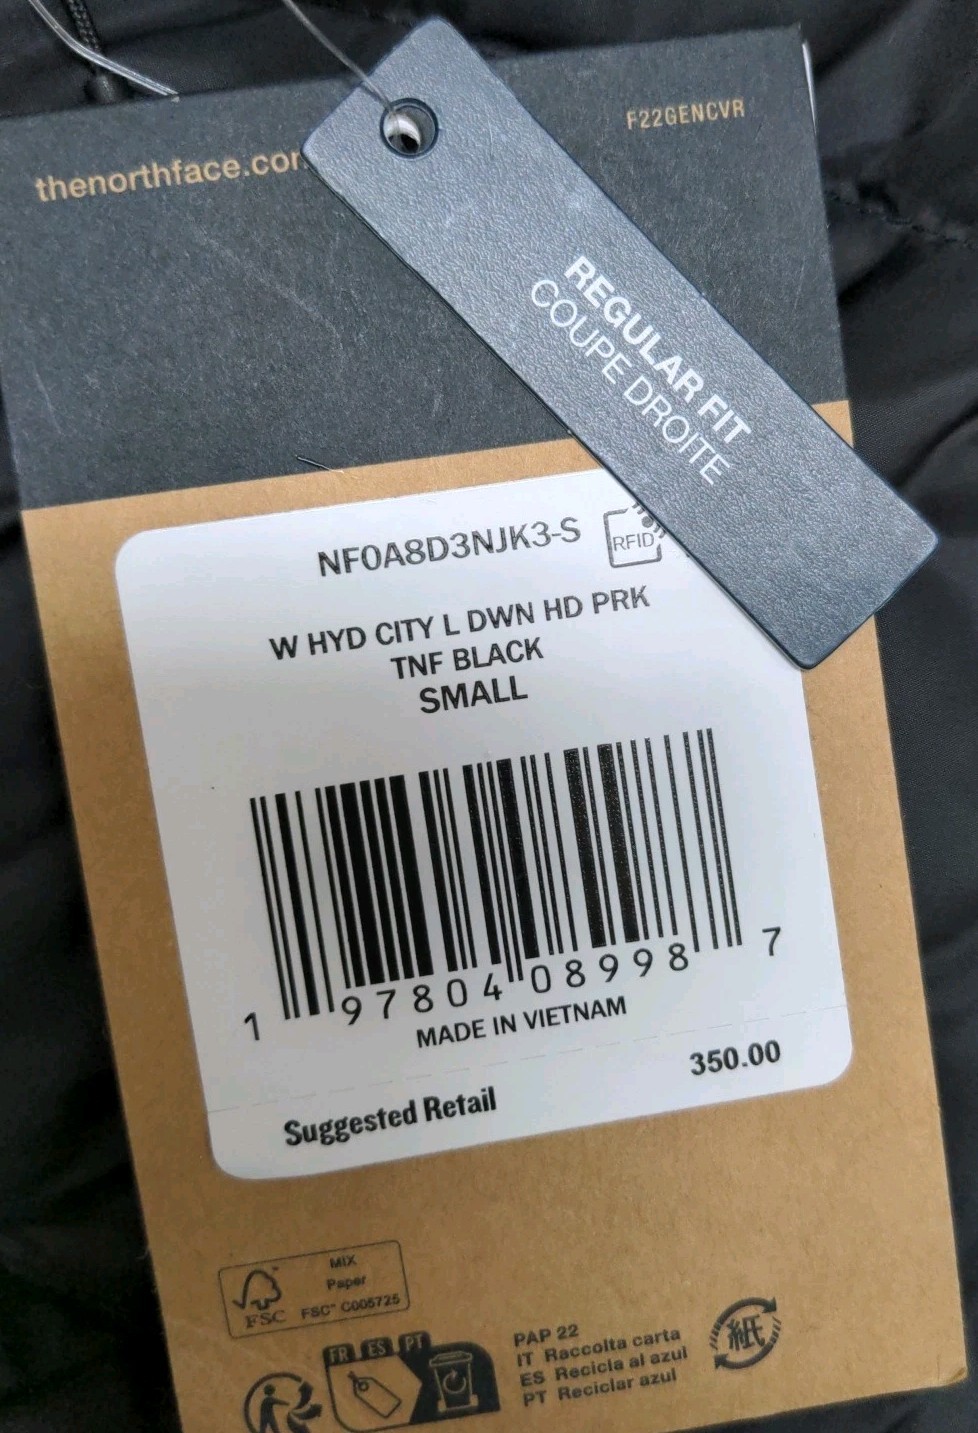 thenorthface.co
F22GENCVR
REGULAR FIT
COUPE DROITE
NF0A8D3NJK3-S
RFID
W HYD CITY L DWN HD PRK
TNF BLACK
SMALL
1 97804 08998 7
MADE IN VIETNAM
Suggested Retail 350.00
MIX
Paper
FSC FSC™ C005725
FR ES PT
PAP 22
IT Raccolta carta
ES Recicla al azul
PT Reciclar azul
紙